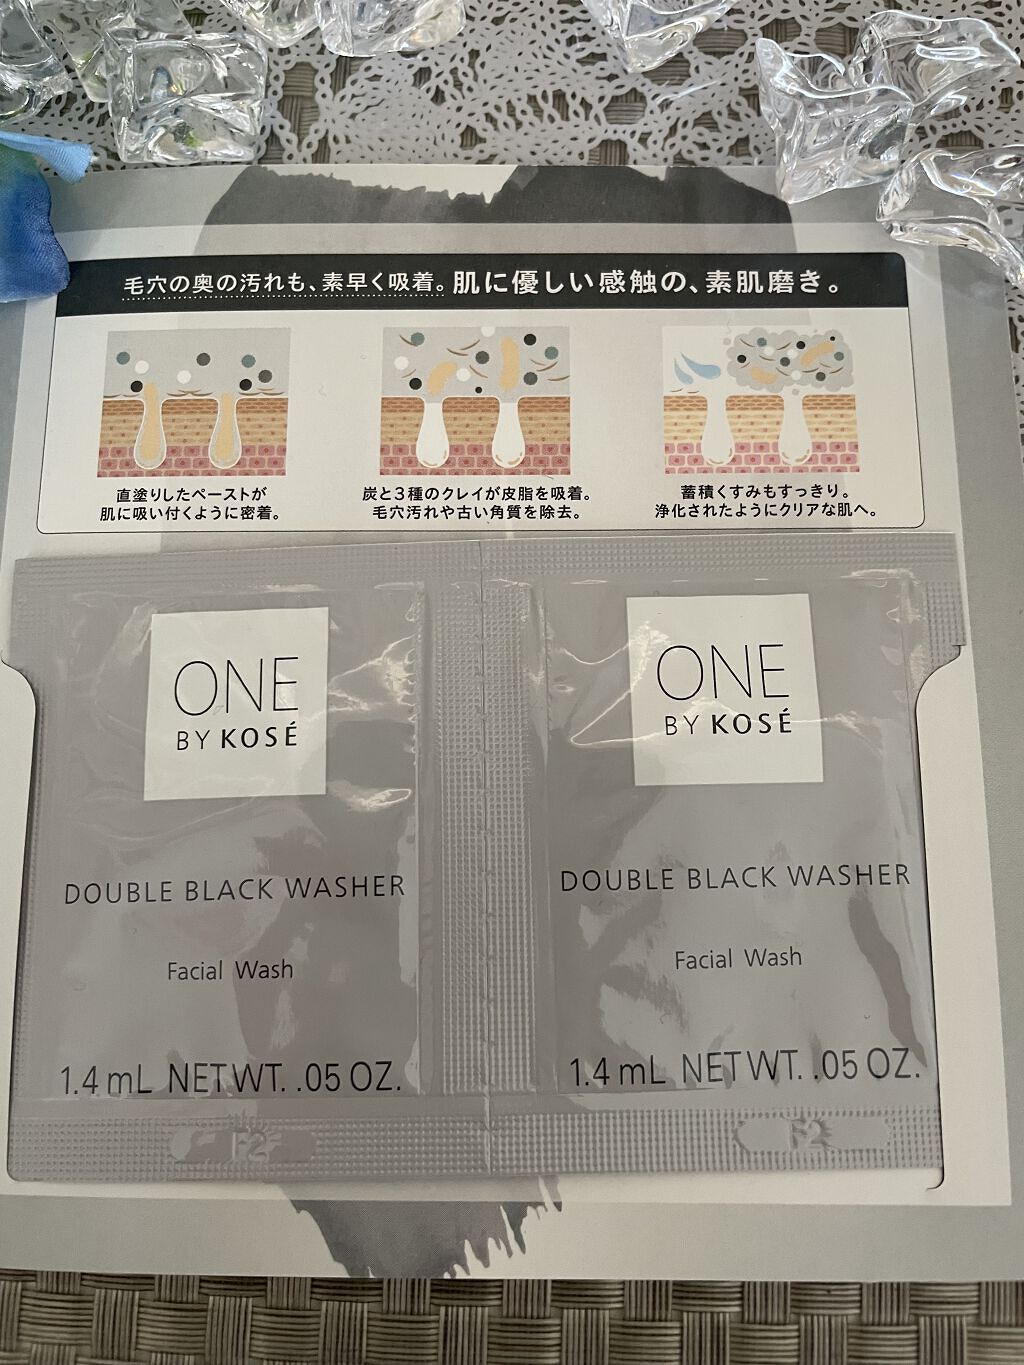 毛穴の奥の汚れも、素早く吸着。肌に優しい感触の、素肌磨き。
直塗りしたペーストが
肌に吸い付くように密着。
炭と3種のクレイが皮脂を吸着。
毛穴汚れや古い角質を除去。
蓄積くすみもすっきり。
浄化されたようにクリアな肌へ。
ONE
BY KOSÉ
DOUBLE BLACK WASHER
Facial Wash
1.4 mL NET WT. .05 OZ.
ONE
BY KOSÉ
DOUBLE BLACK WASHER
Facial Wash
1.4 mL NET WT. .05 OZ.